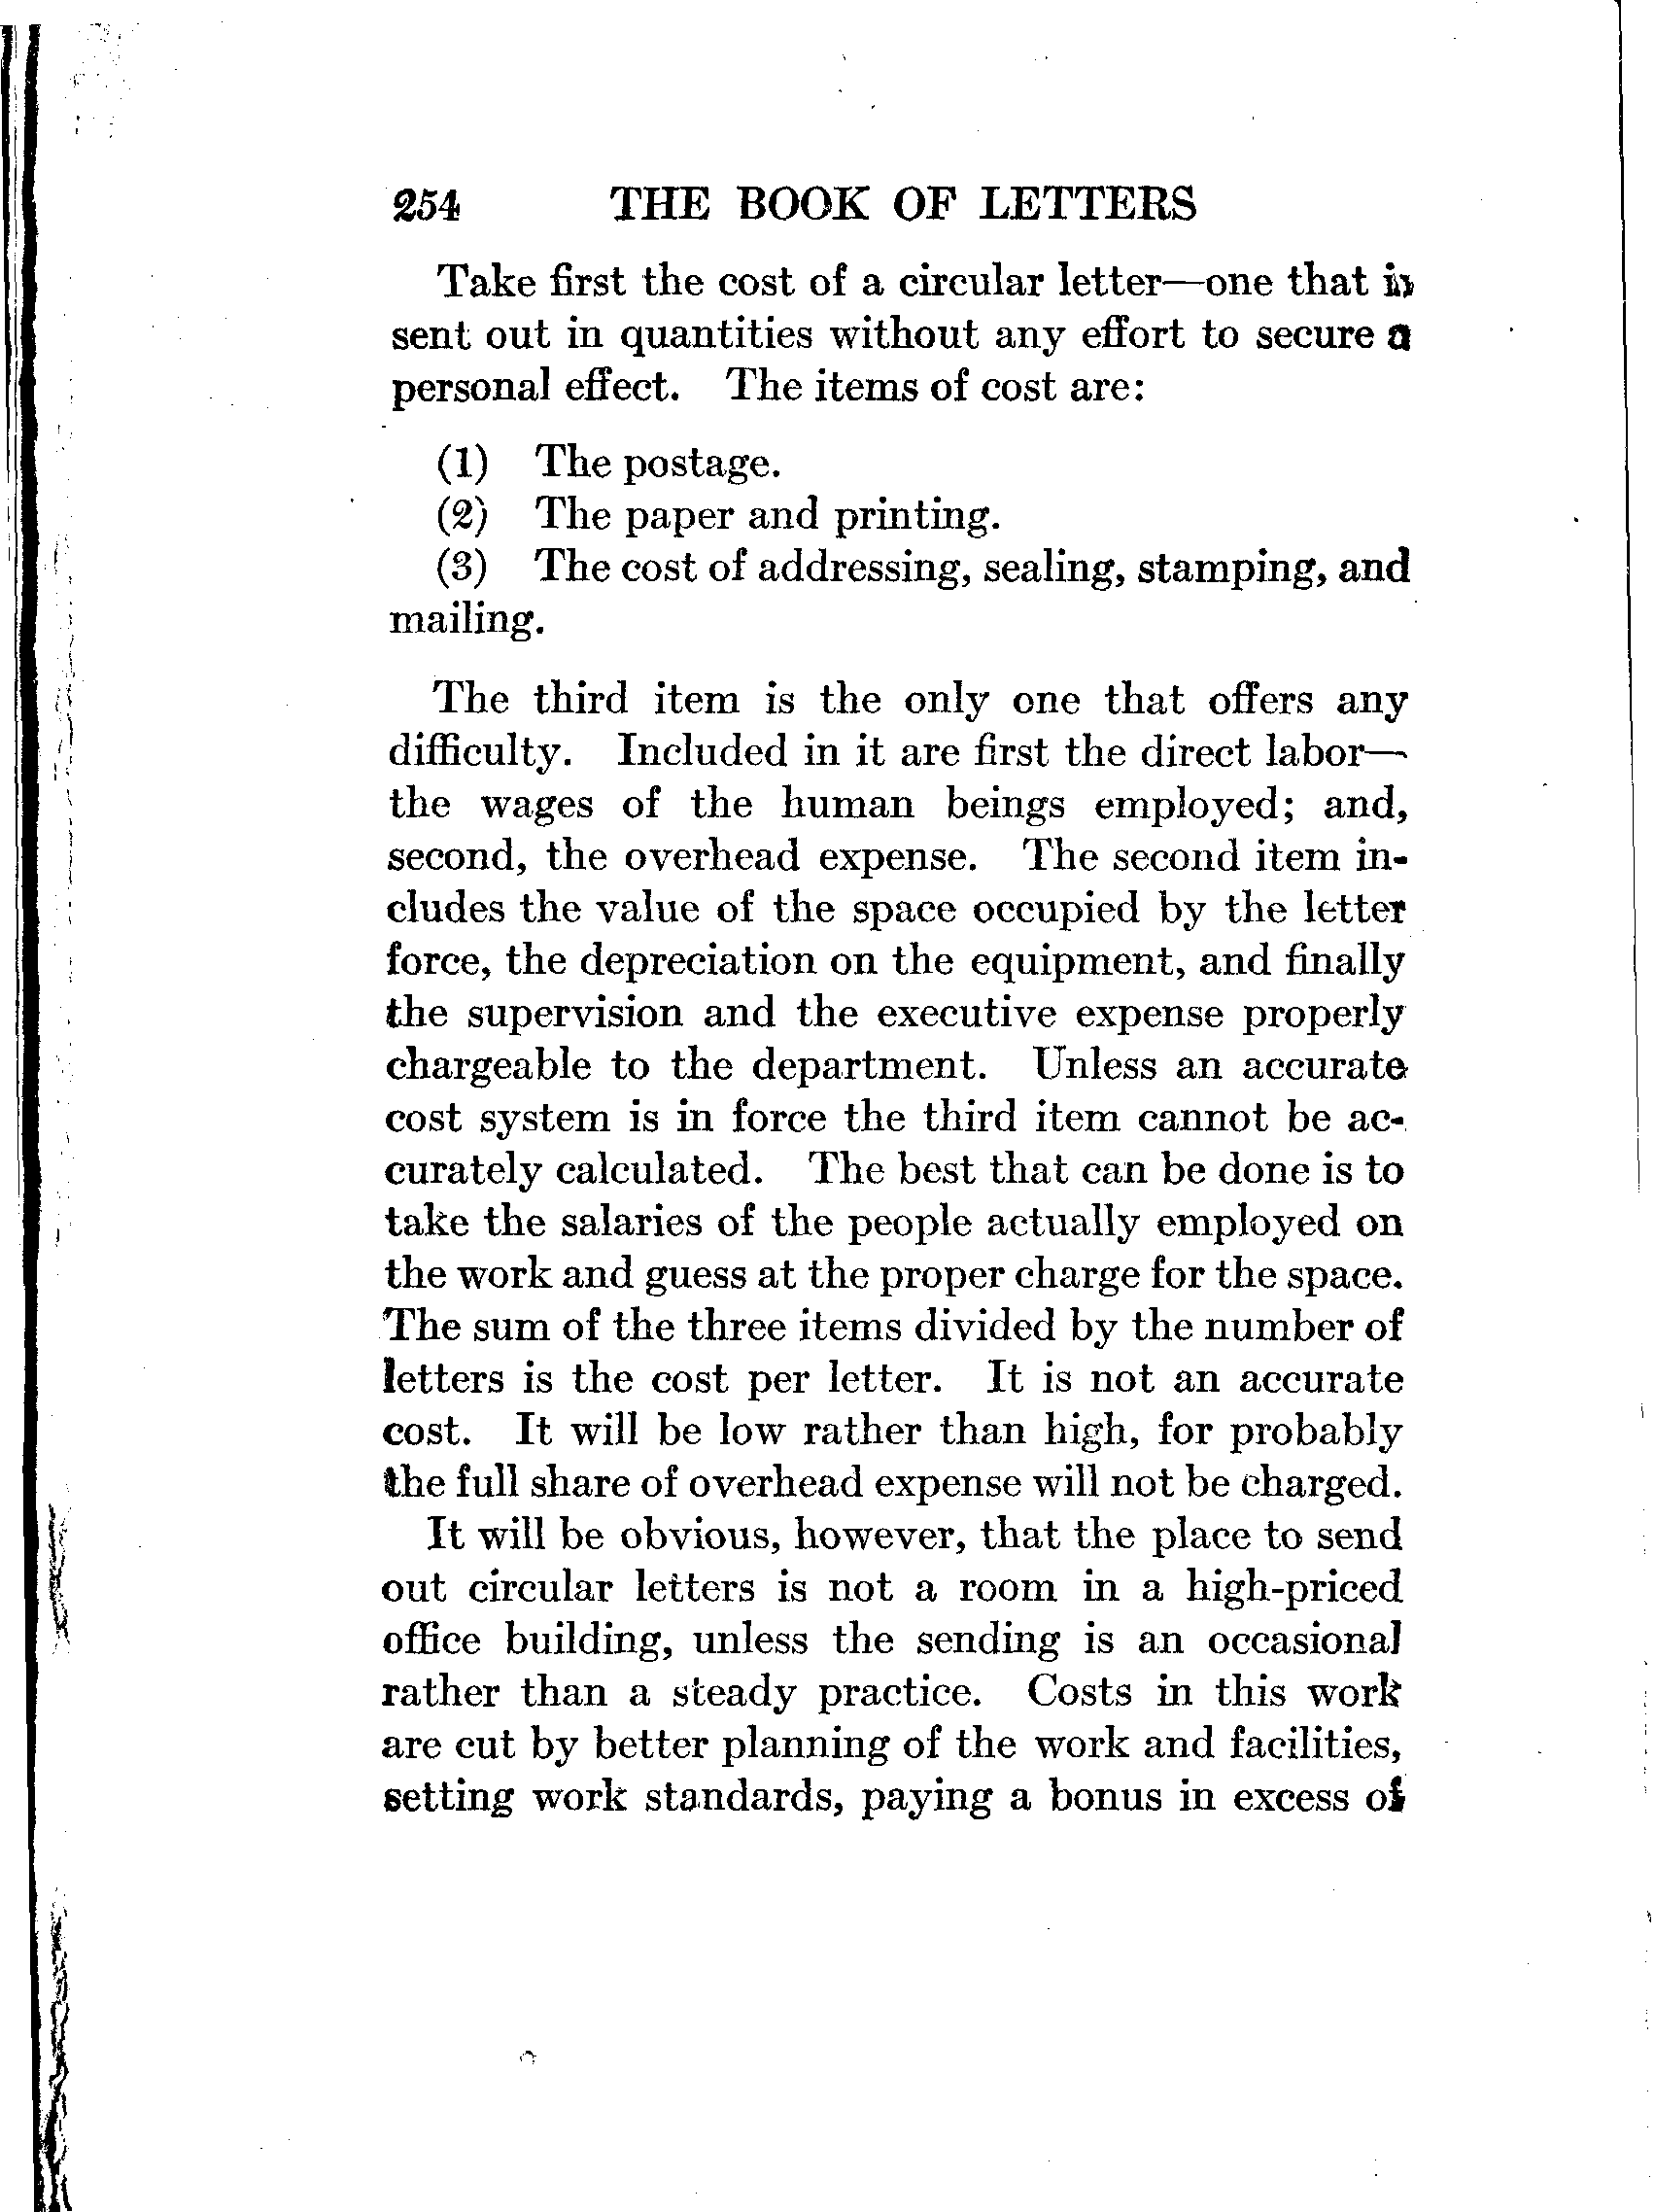 254 THE BOOK OF LETTERS
Take first the cost of a circular letter—one that is
sent out in quantities without any effort to secure a
personal effect. The items of cost are:
(1) The postage.
(2) The paper and printing.
(3) The cost of addressing, sealing, stamping, and
mailing.
The third item is the only one that offers any
difficulty. Included in it are first the direct labor—
the wages of the human beings employed; and,
second, the overhead expense. The second item in-
cludes the value of the space occupied by the letter
force, the depreciation on the equipment, and finally
the supervision and the executive expense properly
chargeable to the department. Unless an accurate
cost system is in force the third item cannot be ac-
curately calculated. The best that can be done is to
take the salaries of the people actually employed on
the work and guess at the proper charge for the space.
The sum of the three items divided by the number of
letters is the cost per letter. It is not an accurate
cost. It will be low rather than high, for probably
the full share of overhead expense will not be charged.
It will be obvious, however, that the place to send
out circular letters is not a room in a high-priced
office building, unless the sending is an occasional
rather than a steady practice. Costs in this work
are cut by better planning of the work and facilities,
setting work standards, paying a bonus in excess of